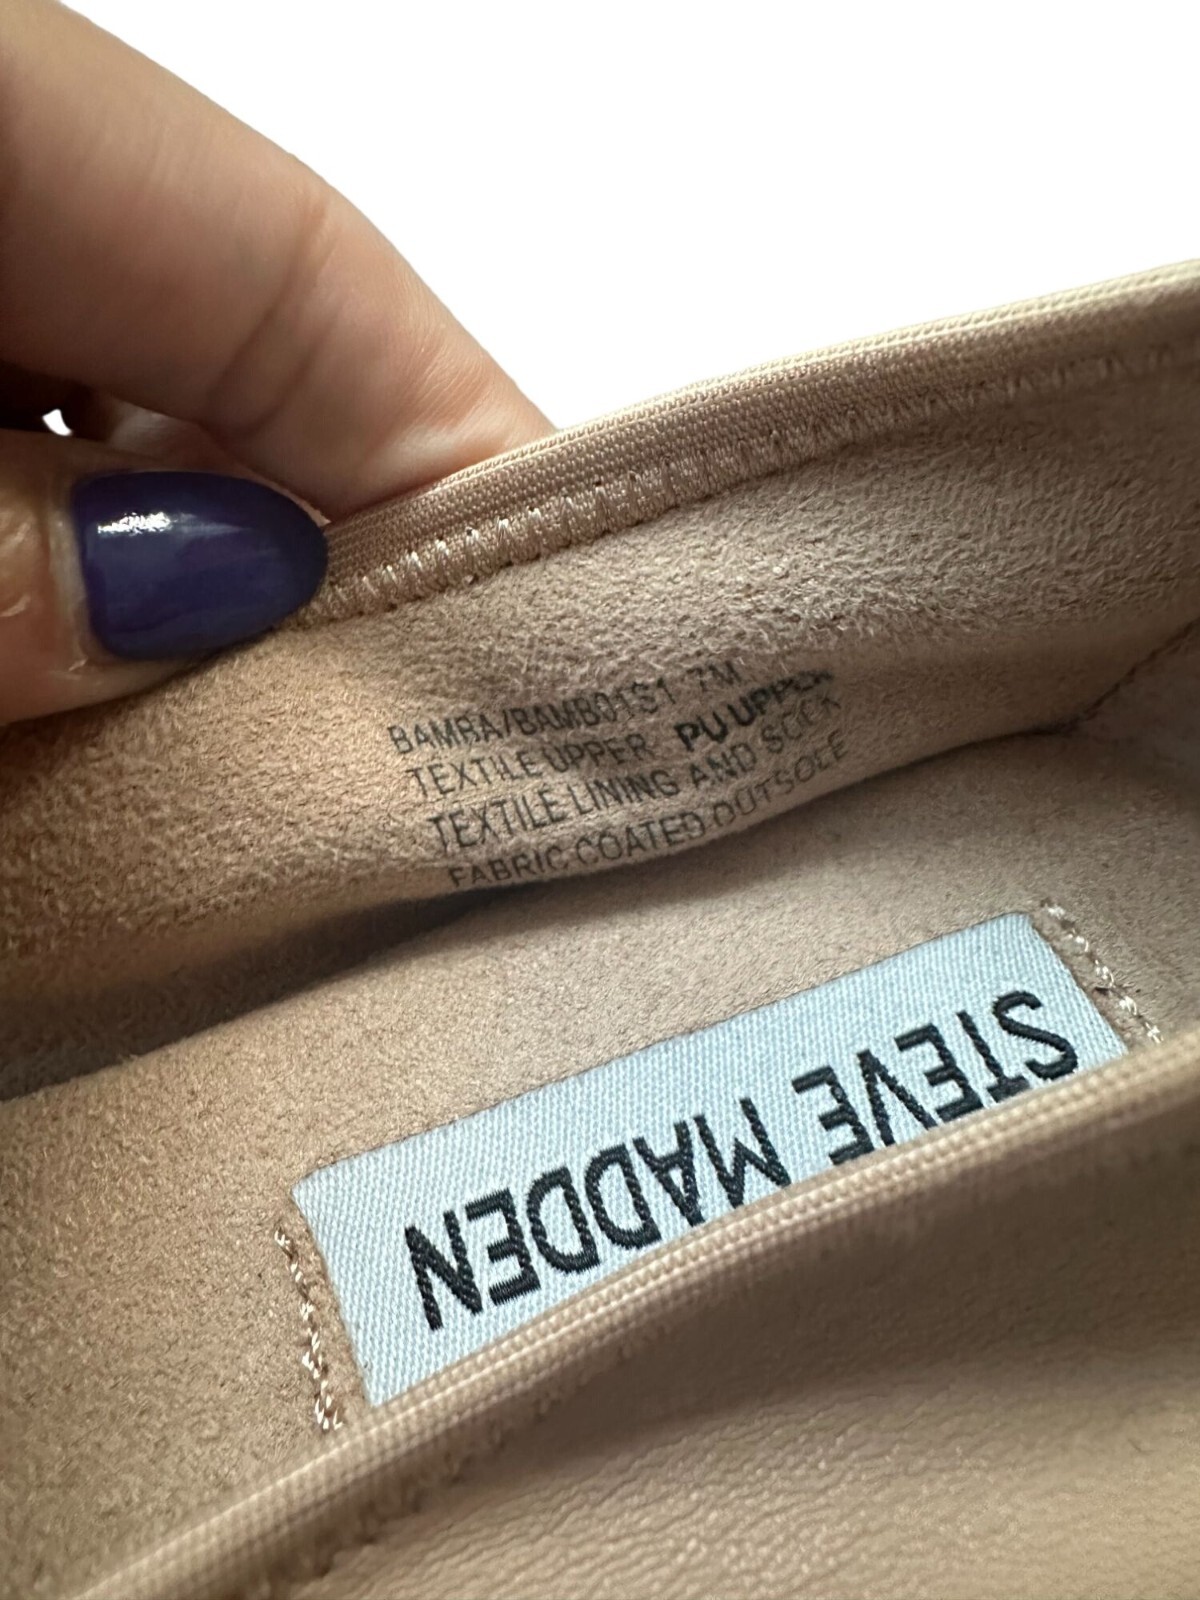 BAMBA/BAMB01S1 7M
TEXTILE UPPER PU UPPER
TEXTILE LINING AND SOCK
FABRIC COATED OUTSOLE
STEVE MADDEN